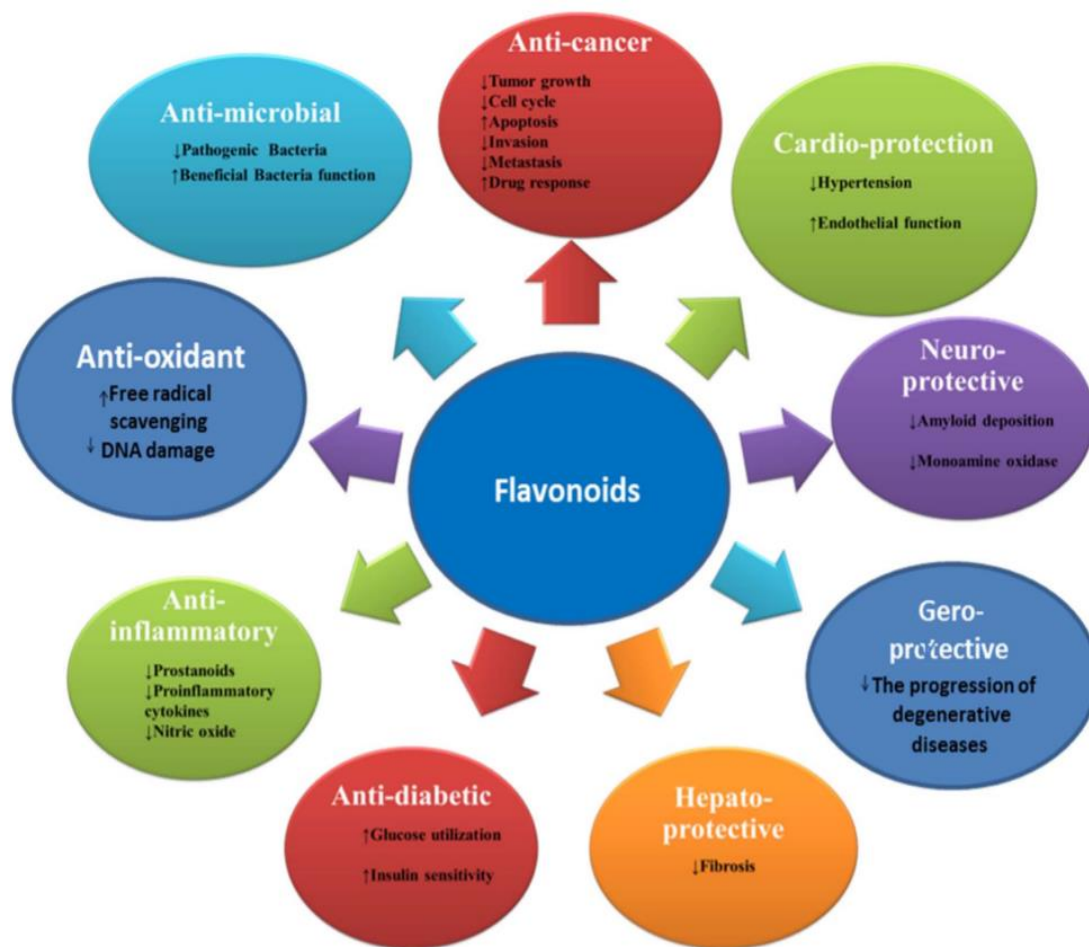 Anti-cancer
↓Tumor growth
↓Cell cycle
↑Apoptosis
↓Invasion
↓Metastasis
↑Drug response
Cardio-protection
↓Hypertension
↑Endothelial function
Neuro-
protective
↓Amyloid deposition
↓Monoamine oxidase
Gero-
protective
↓The progression of
degenerative
diseases
Hepato-
protective
↓Fibrosis
Anti-diabetic
↑Glucose utilization
↑Insulin sensitivity
Anti-
inflammatory
↓Prostanoids
↓Proinflammatory
cytokines
↓Nitric oxide
Anti-oxidant
↑Free radical
scavenging
↓ DNA damage
Anti-microbial
↓Pathogenic Bacteria
↑Beneficial Bacteria function
Flavonoids